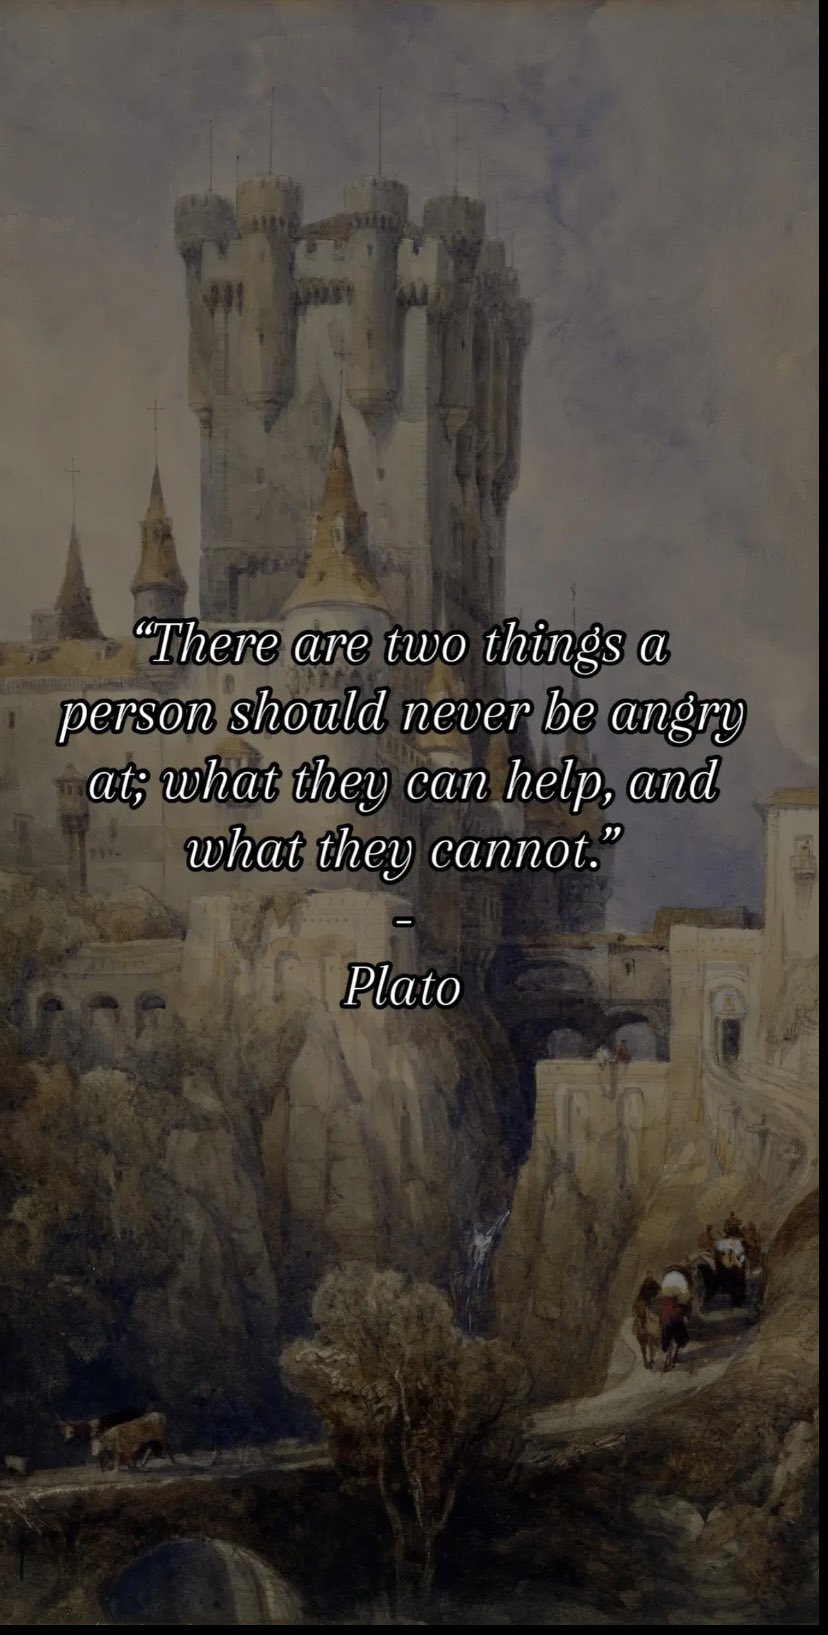 “There are two things a
person should never be angry
at; what they can help, and
what they cannot.”
-
Plato